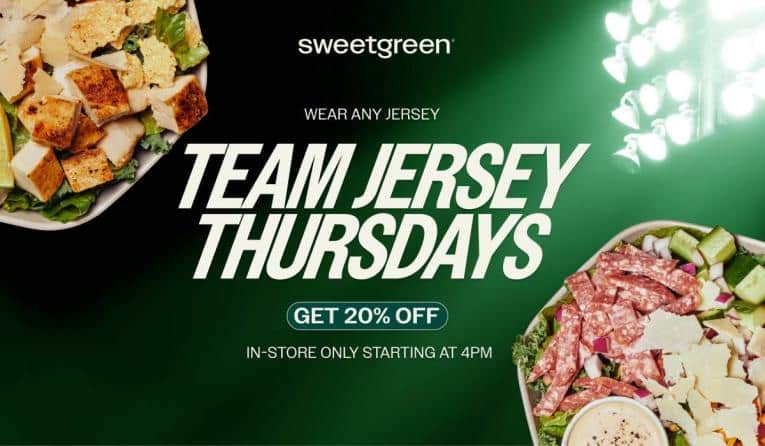 sweetgreen®
WEAR ANY JERSEY
TEAM JERSEY
THURSDAYS
GET 20% OFF
IN-STORE ONLY STARTING AT 4PM